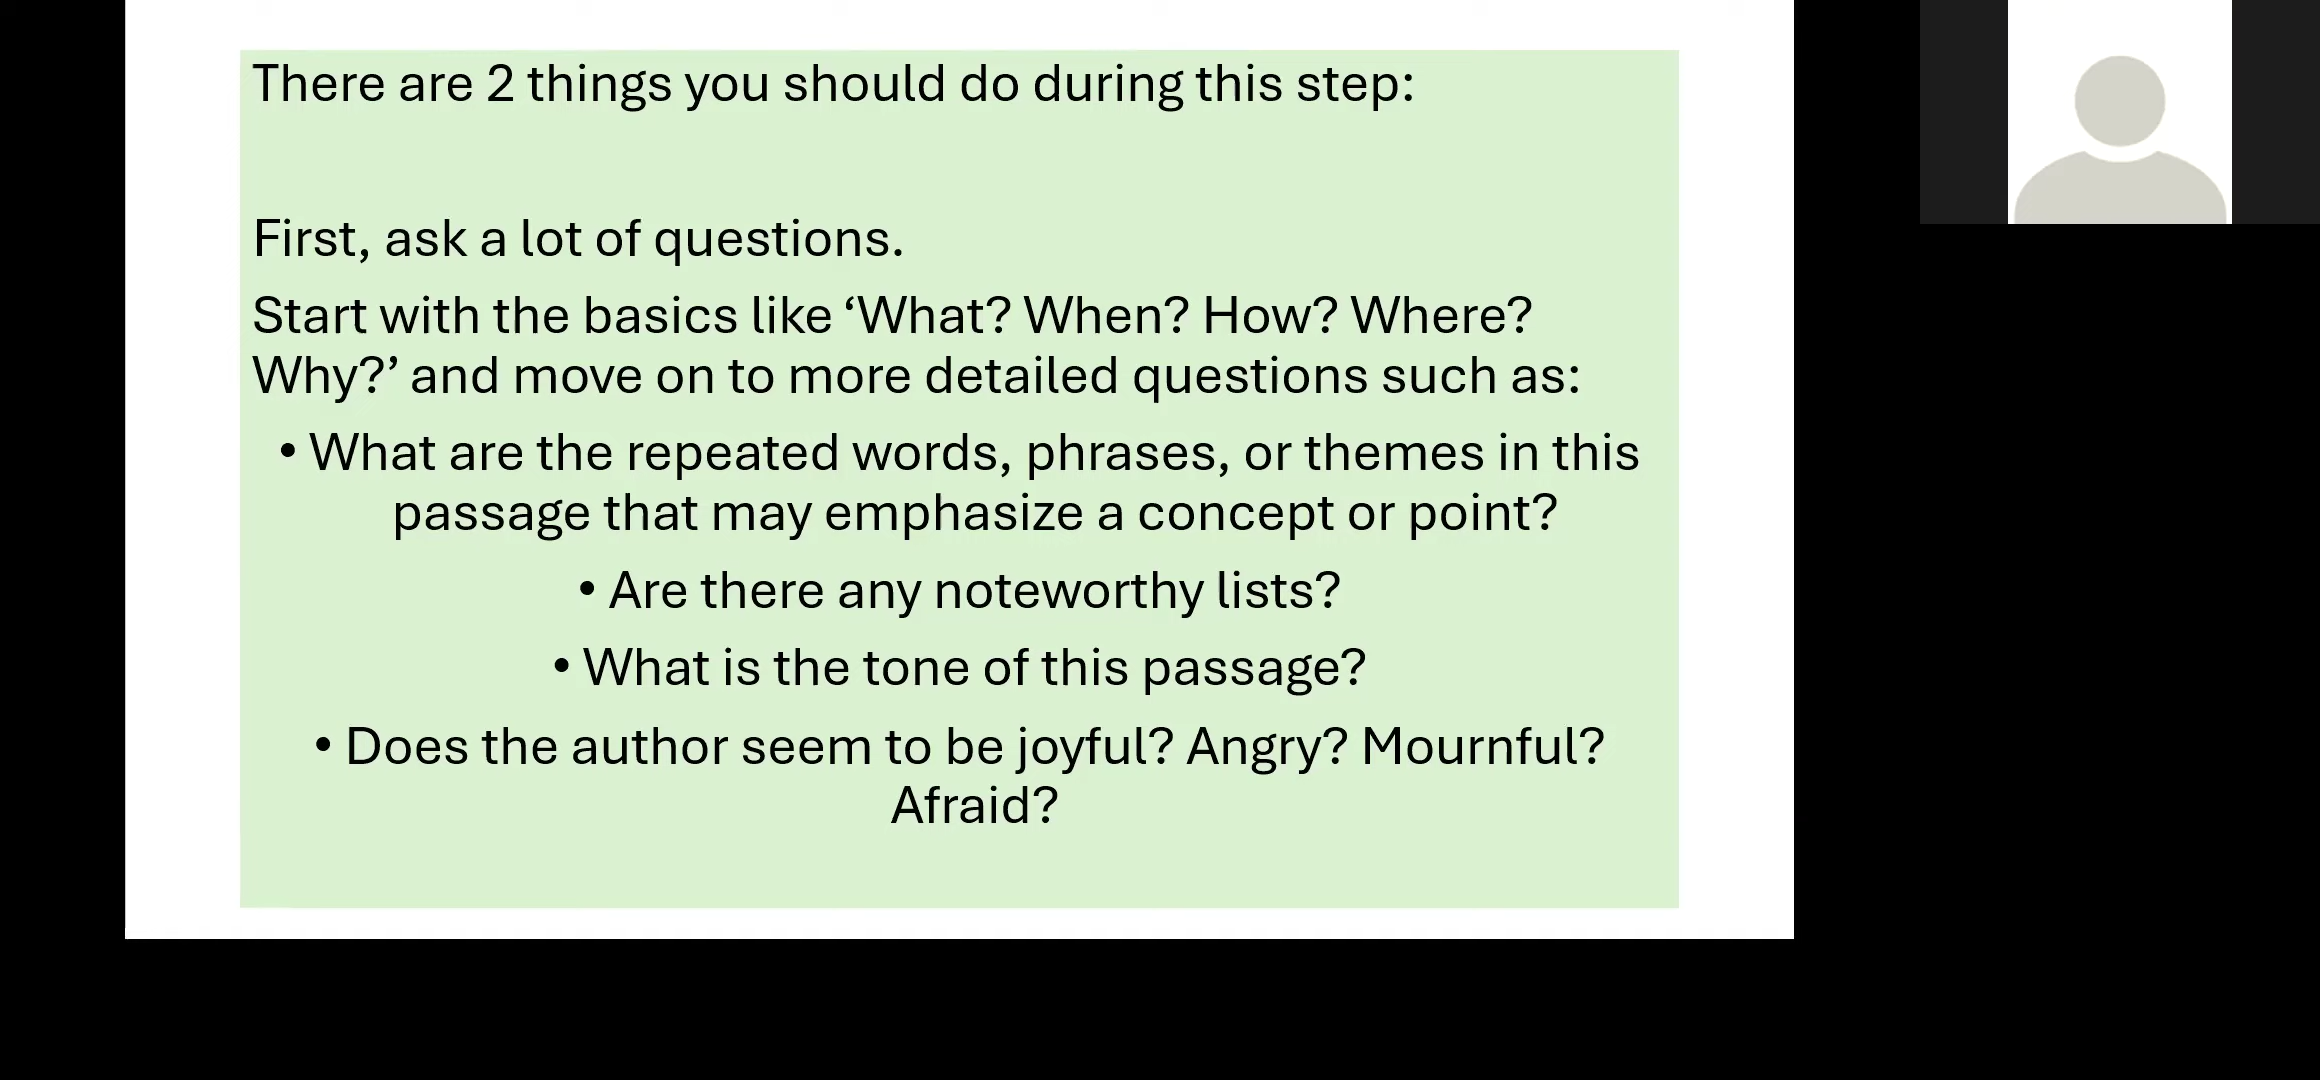 There are 2 things you should do during this step:
First, ask a lot of questions.
Start with the basics like ‘What? When? How? Where?
Why?’ and move on to more detailed questions such as:
• What are the repeated words, phrases, or themes in this
passage that may emphasize a concept or point?
• Are there any noteworthy lists?
• What is the tone of this passage?
• Does the author seem to be joyful? Angry? Mournful?
Afraid?